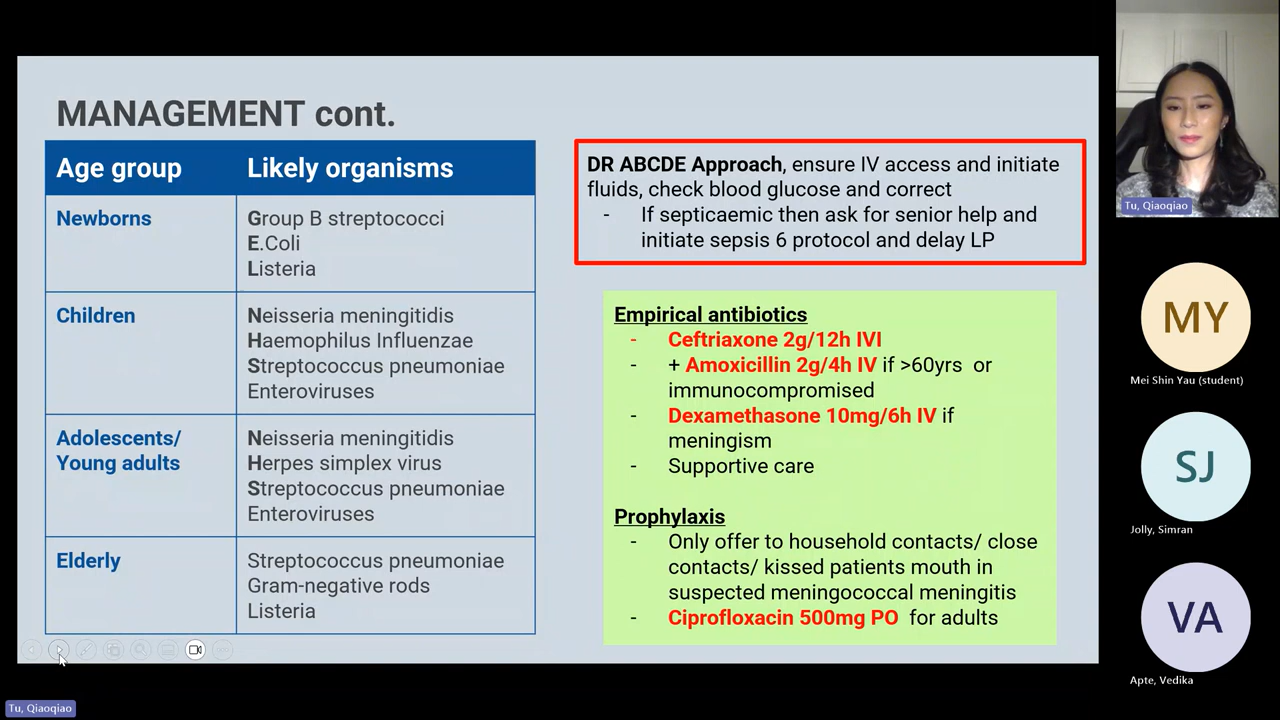 MANAGEMENT cont.
Age group
Likely organisms
Newborns
Group B streptococci
E.Coli
Listeria
Children
Neisseria meningitidis
Haemophilus Influenzae
Streptococcus pneumoniae
Enteroviruses
Adolescents/
Young adults
Neisseria meningitidis
Herpes simplex virus
Streptococcus pneumoniae
Enteroviruses
Elderly
Streptococcus pneumoniae
Gram-negative rods
Listeria
DR ABCDE Approach, ensure IV access and initiate
fluids, check blood glucose and correct
- If septicaemic then ask for senior help and
initiate sepsis 6 protocol and delay LP
Empirical antibiotics
- Ceftriaxone 2g/12h IVI
- + Amoxicillin 2g/4h IV if >60yrs or
immunocompromised
- Dexamethasone 10mg/6h IV if
meningism
- Supportive care
Prophylaxis
- Only offer to household contacts/ close
contacts/ kissed patients mouth in
suspected meningococcal meningitis
- Ciprofloxacin 500mg PO for adults
Tu, Qiaoqiao
MY
Mei Shin Yau (student)
SJ
Jolly, Simran
VA
Apte, Vedika
Tu, Qiaoqiao